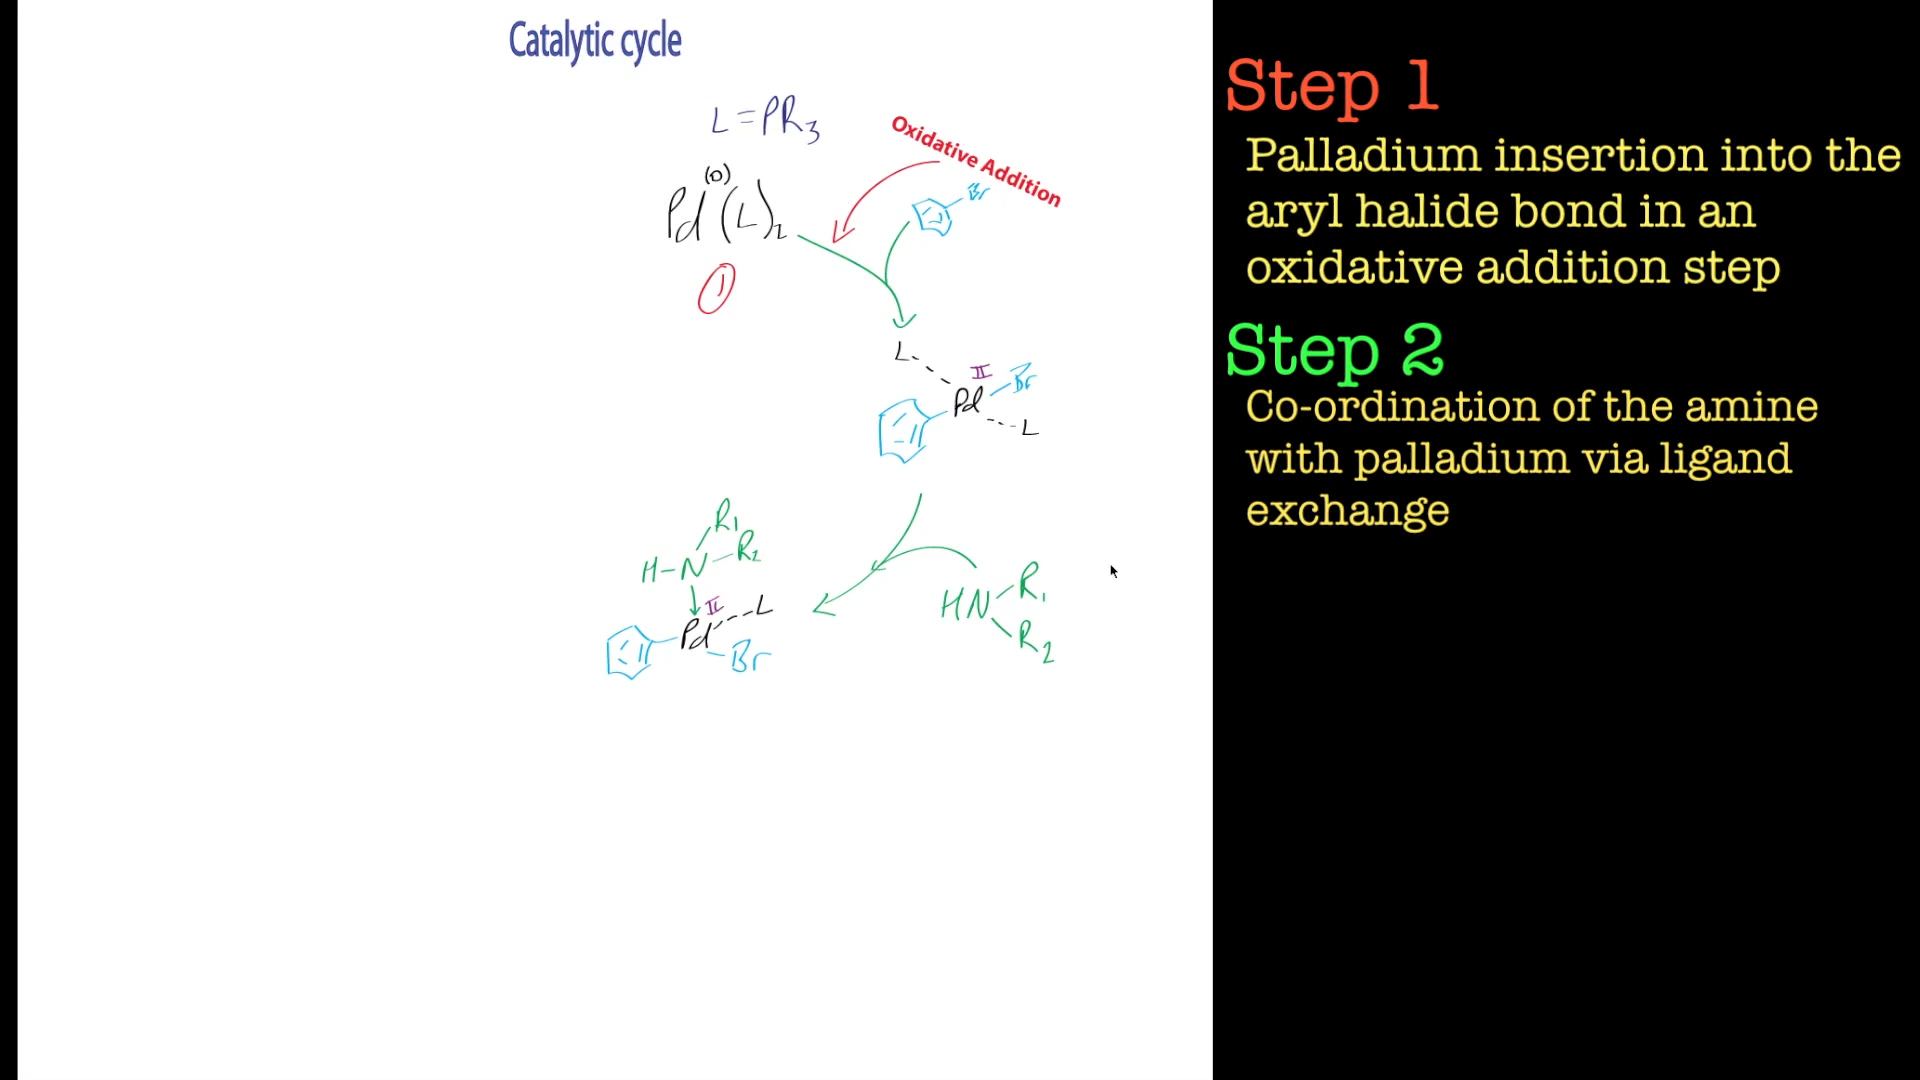 Catalytic cycle
L = PR3
Oxidative Addition
Br
(0)
Pd (L)2
1
L
II
Pd
Br
L
R1
H-N
R2
HN
R1
R2
II
L
Pd
Br
Step 1
Palladium insertion into the
aryl halide bond in an
oxidative addition step
Step 2
Co-ordination of the amine
with palladium via ligand
exchange